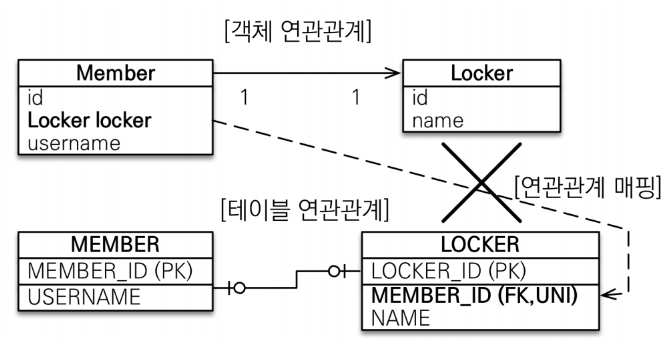 [객체 연관관계]
Member
Locker
id
1
1
id
Locker locker
name
username
[연관관계 매핑]
[테이블 연관관계]
MEMBER
LOCKER
MEMBER_ID (PK)
LOCKER_ID (PK)
USERNAME
MEMBER_ID (FK,UNI)
NAME